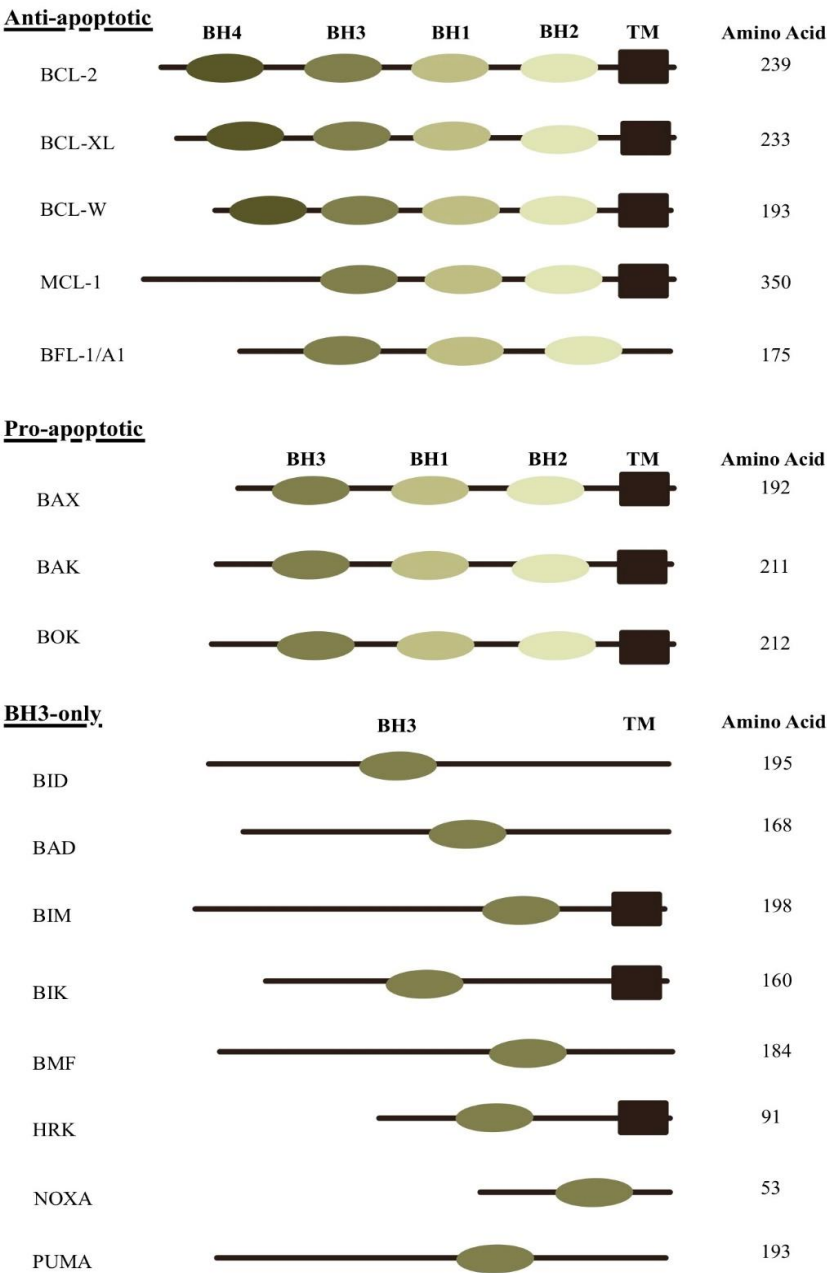 Anti-apoptotic
BH4 BH3 BH1 BH2 TM Amino Acid
BCL-2 239
BCL-XL 233
BCL-W 193
MCL-1 350
BFL-1/A1 175
Pro-apoptotic
BH3 BH1 BH2 TM Amino Acid
BAX 192
BAK 211
BOK 212
BH3-only
BH3 TM Amino Acid
BID 195
BAD 168
BIM 198
BIK 160
BMF 184
HRK 91
NOXA 53
PUMA 193